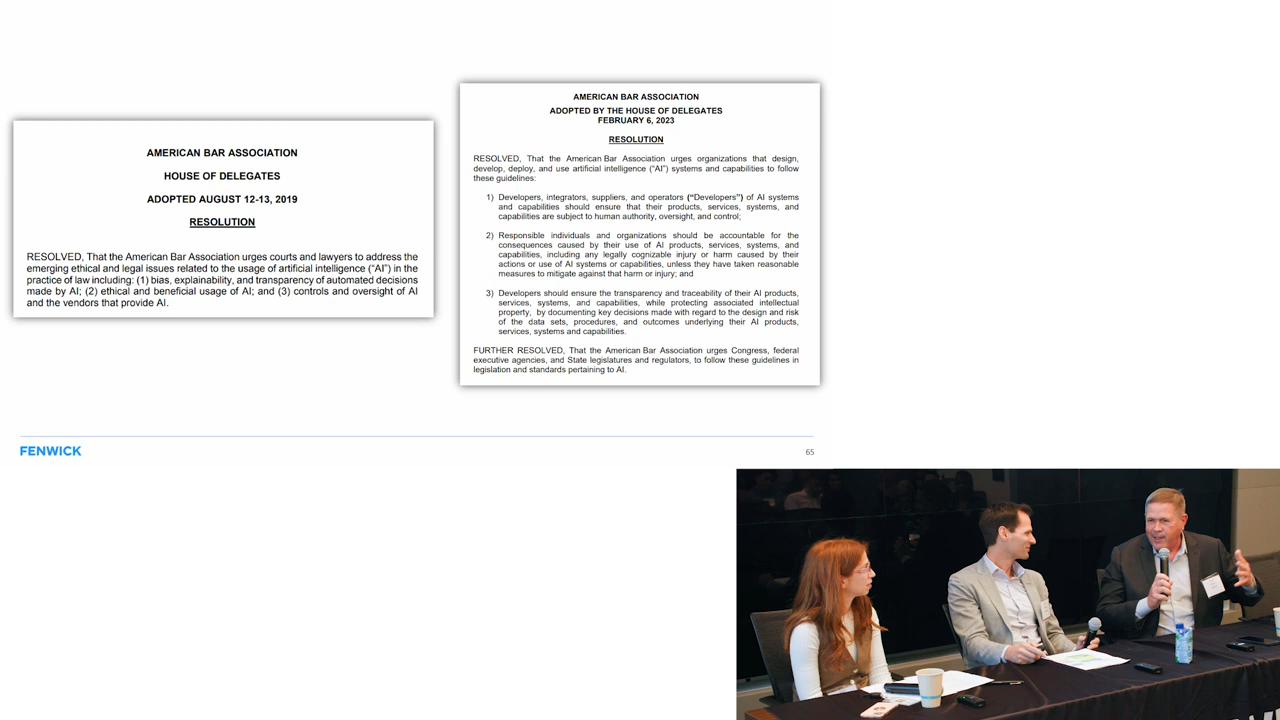 AMERICAN BAR ASSOCIATION
HOUSE OF DELEGATES
ADOPTED AUGUST 12-13, 2019
RESOLUTION
RESOLVED, That the American Bar Association urges courts and lawyers to address the
emerging ethical and legal issues related to the usage of artificial intelligence (“AI”) in the
practice of law including: (1) bias, explainability, and transparency of automated decisions
made by AI; (2) ethical and beneficial usage of AI; and (3) controls and oversight of AI
and the vendors that provide AI.
AMERICAN BAR ASSOCIATION
ADOPTED BY THE HOUSE OF DELEGATES
FEBRUARY 6, 2023
RESOLUTION
RESOLVED, That the American Bar Association urges organizations that design,
develop, deploy, and use artificial intelligence (“AI”) systems and capabilities to follow
these guidelines:
1) Developers, integrators, suppliers, and operators (“Developers”) of AI systems
and capabilities should ensure that their products, services, systems, and
capabilities are subject to human authority, oversight, and control;
2) Responsible individuals and organizations should be accountable for the
consequences caused by their use of AI products, services, systems, and
capabilities, including any legally cognizable injury or harm caused by their
actions or use of AI systems or capabilities, unless they have taken reasonable
measures to mitigate against that harm or injury; and
3) Developers should ensure the transparency and traceability of their AI products,
services, systems, and capabilities, while protecting associated intellectual
property, by documenting key decisions made with regard to the design and risk
of the data sets, procedures, and outcomes underlying their AI products,
services, systems and capabilities.
FURTHER RESOLVED, That the American Bar Association urges Congress, federal
executive agencies, and State legislatures and regulators, to follow these guidelines in
legislation and standards pertaining to AI.
FENWICK
65